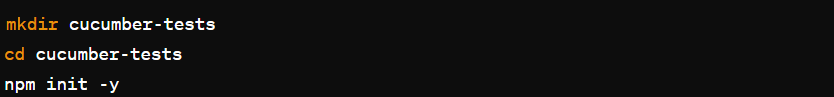 mkdir cucumber-tests
cd cucumber-tests
npm init -y